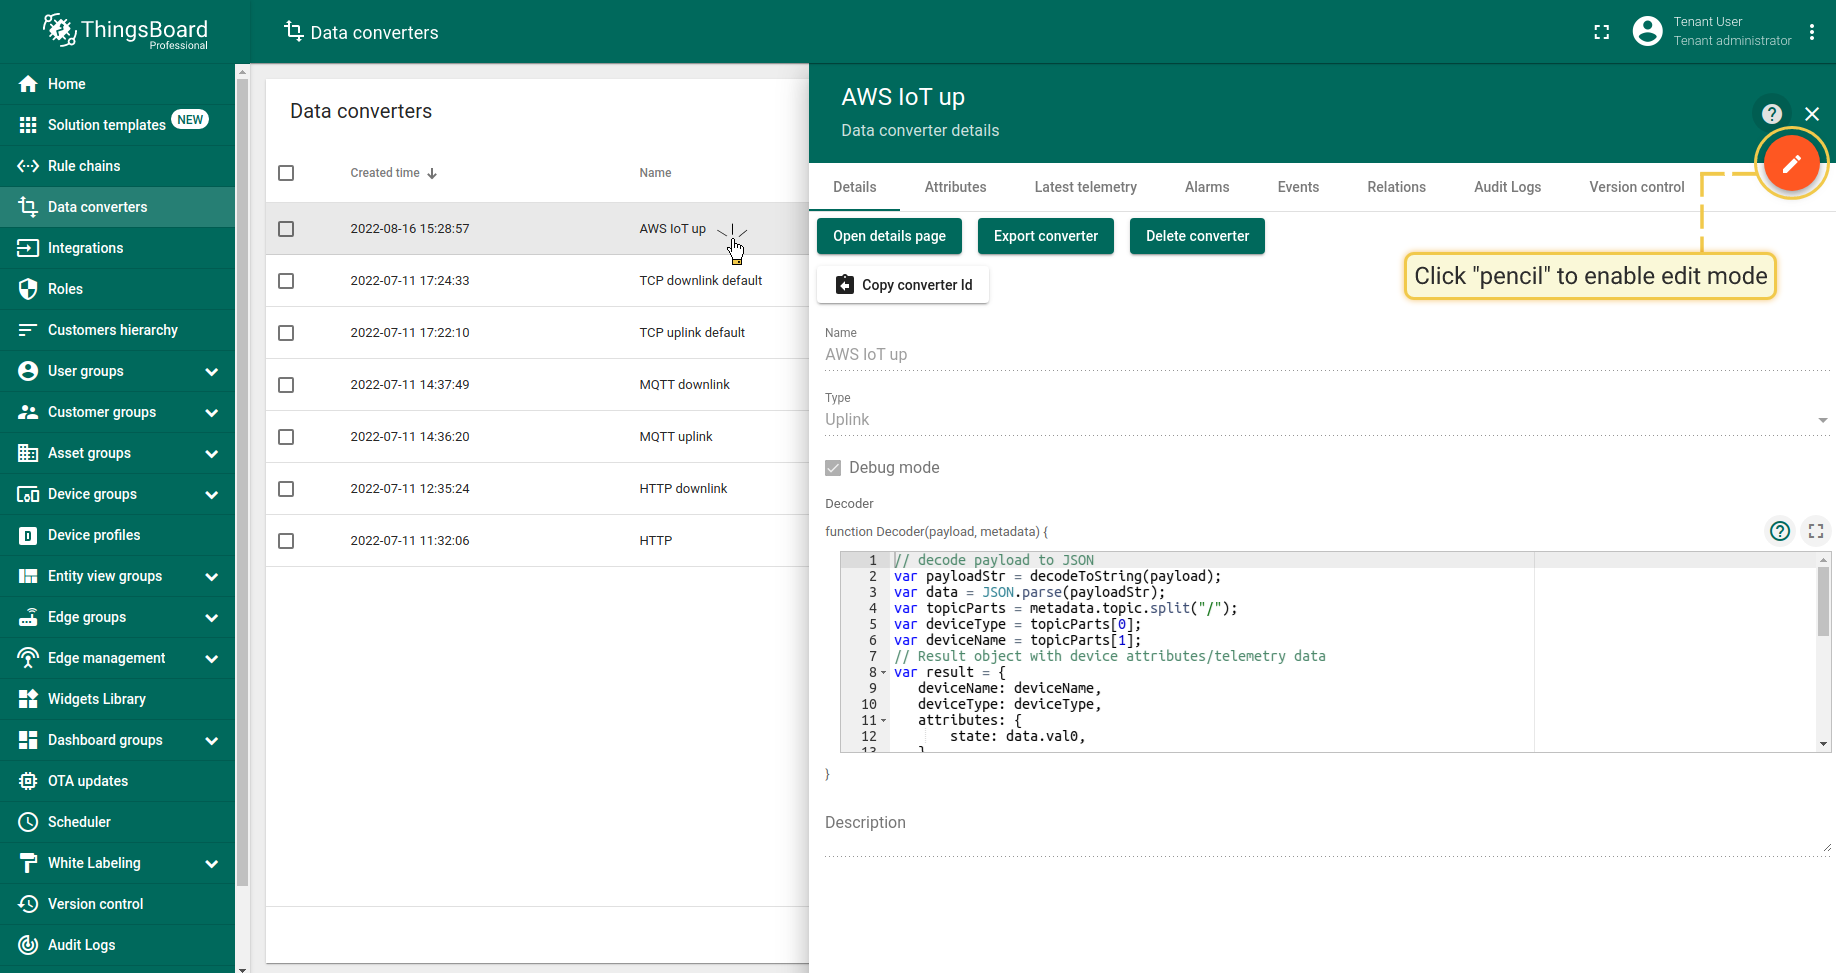 ThingsBoard
Professional
Data converters
Tenant User
Tenant administrator
Home
Solution templates NEW
Rule chains
Data converters
Integrations
Roles
Customers hierarchy
User groups
Customer groups
Asset groups
Device groups
Device profiles
Entity view groups
Edge groups
Edge management
Widgets Library
Dashboard groups
OTA updates
Scheduler
White Labeling
Version control
Audit Logs
Data converters
Created time Name
2022-08-16 15:28:57 AWS IoT up
2022-07-11 17:24:33 TCP downlink default
2022-07-11 17:22:10 TCP uplink default
2022-07-11 14:37:49 MQTT downlink
2022-07-11 14:36:20 MQTT uplink
2022-07-11 12:35:24 HTTP downlink
2022-07-11 11:32:06 HTTP
AWS IoT up
Data converter details
Details Attributes Latest telemetry Alarms Events Relations Audit Logs Version control
Open details page Export converter Delete converter
Click "pencil" to enable edit mode
Copy converter Id
Name
AWS IoT up
Type
Uplink
Debug mode
Decoder
function Decoder(payload, metadata) {
1 // decode payload to JSON
2 var payloadStr = decodeToString(payload);
3 var data = JSON.parse(payloadStr);
4 var topicParts = metadata.topic.split("/");
5 var deviceType = topicParts[0];
6 var deviceName = topicParts[1];
7 // Result object with device attributes/telemetry data
8 var result = {
9 deviceName: deviceName,
10 deviceType: deviceType,
11 attributes: {
12 state: data.val0,
13 }
}
Description